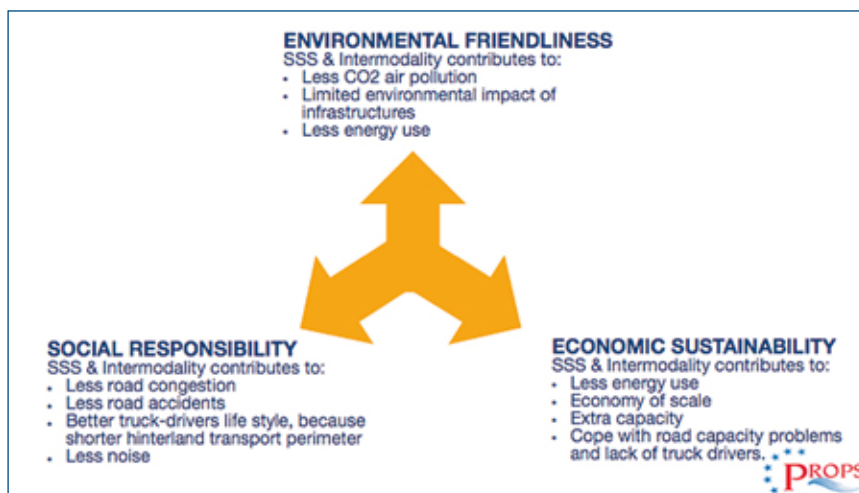 ENVIRONMENTAL FRIENDLINESS
SSS & Intermodality contributes to:
• Less CO2 air pollution
• Limited environmental impact of
infrastructures
• Less energy use
SOCIAL RESPONSIBILITY
SSS & Intermodality contributes to:
• Less road congestion
• Less road accidents
• Better truck-drivers life style, because
shorter hinterland transport perimeter
• Less noise
ECONOMIC SUSTAINABILITY
SSS & Intermodality contributes to:
• Less energy use
• Economy of scale
• Extra capacity
• Cope with road capacity problems
and lack of truck drivers.
PROPS